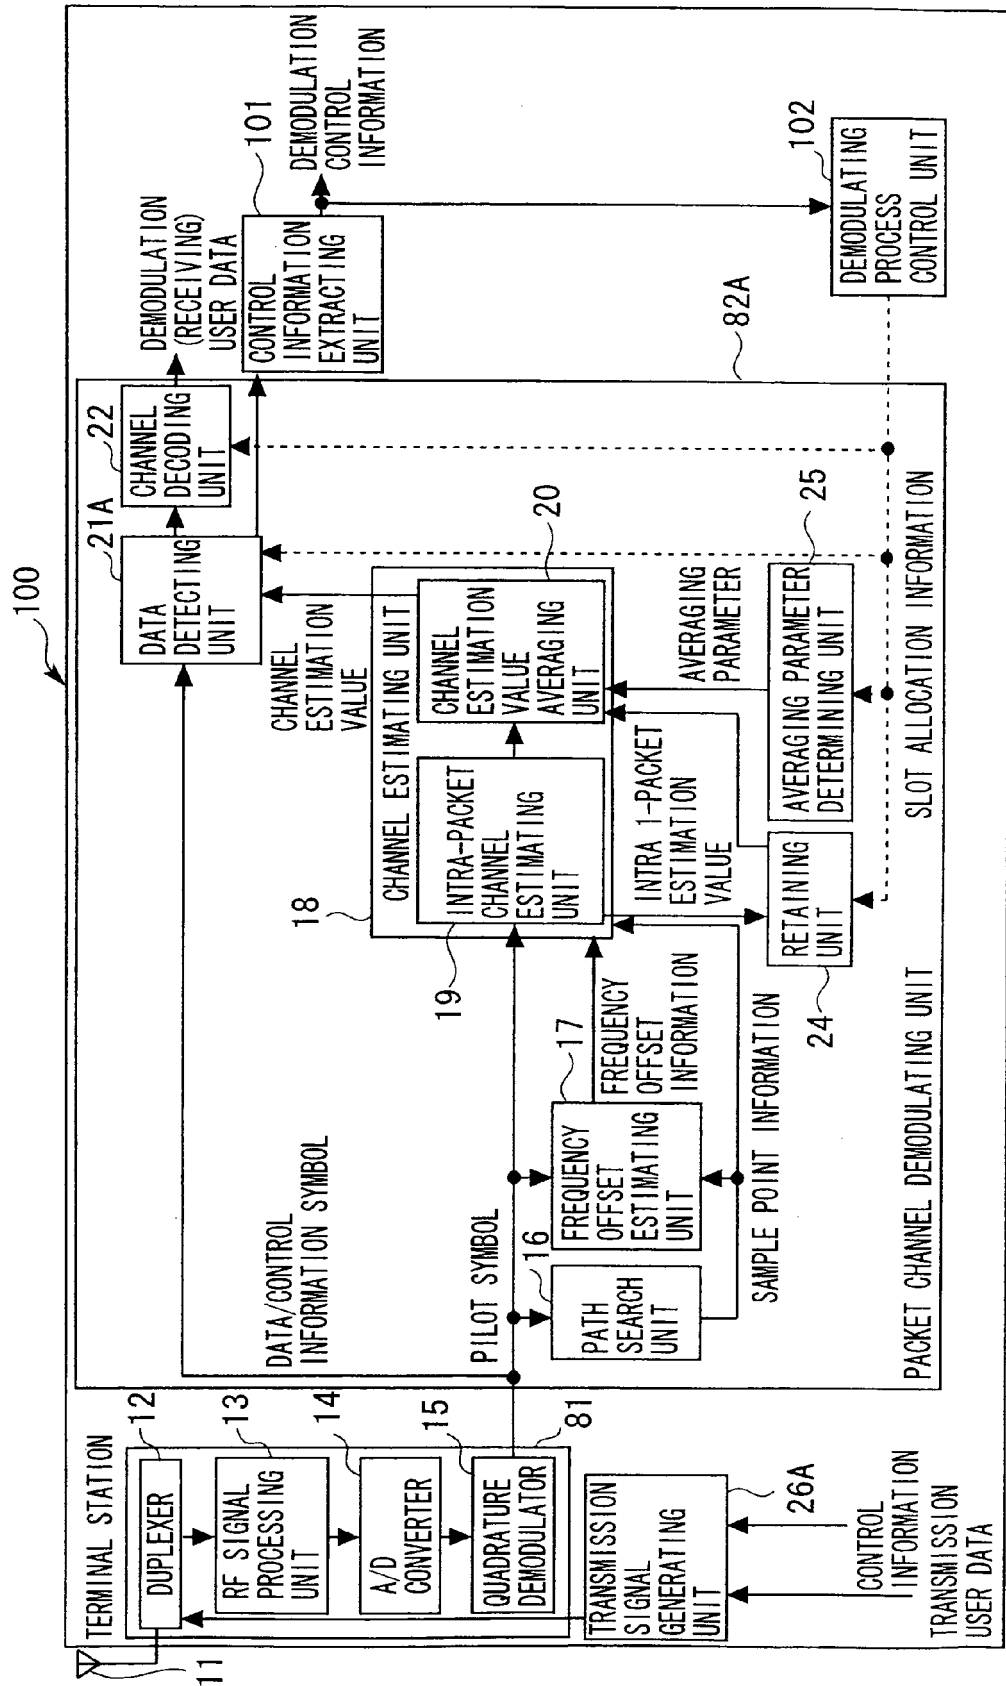 100
TERMINAL STATION
11
12
DUPLEXER
13
RF SIGNAL
PROCESSING
UNIT
14
A/D
CONVERTER
15
QUADRATURE
DEMODULATOR
81
TRANSMISSION
SIGNAL
GENERATING
UNIT
26A
CONTROL
INFORMATION
TRANSMISSION
USER DATA
DATA/CONTROL
INFORMATION SYMBOL
PILOT SYMBOL
16
PATH
SEARCH
UNIT
17
FREQUENCY
OFFSET
ESTIMATING
UNIT
FREQUENCY
OFFSET
INFORMATION
SAMPLE POINT INFORMATION
PACKET CHANNEL DEMODULATING UNIT
18
CHANNEL ESTIMATING UNIT
19
INTRA-PACKET
CHANNEL
ESTIMATING
UNIT
20
CHANNEL
ESTIMATION
VALUE
AVERAGING
UNIT
CHANNEL
ESTIMATION
VALUE
INTRA 1-PACKET
ESTIMATION
VALUE
AVERAGING
PARAMETER
24
RETAINING
UNIT
25
AVERAGING PARAMETER
DETERMINING UNIT
SLOT ALLOCATION INFORMATION
21A
DATA
DETECTING
UNIT
22
CHANNEL
DECODING
UNIT
DEMODULATION
(RECEIVING)
USER DATA
101
CONTROL
INFORMATION
EXTRACTING
UNIT
DEMODULATION
CONTROL
INFORMATION
82A
102
DEMODULATING
PROCESS
CONTROL UNIT